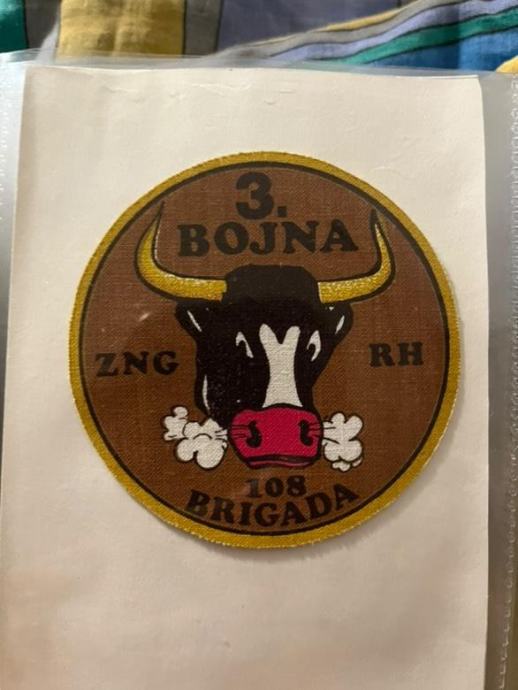 3.
BOJNA
ZNG RH
108
BRIGADA